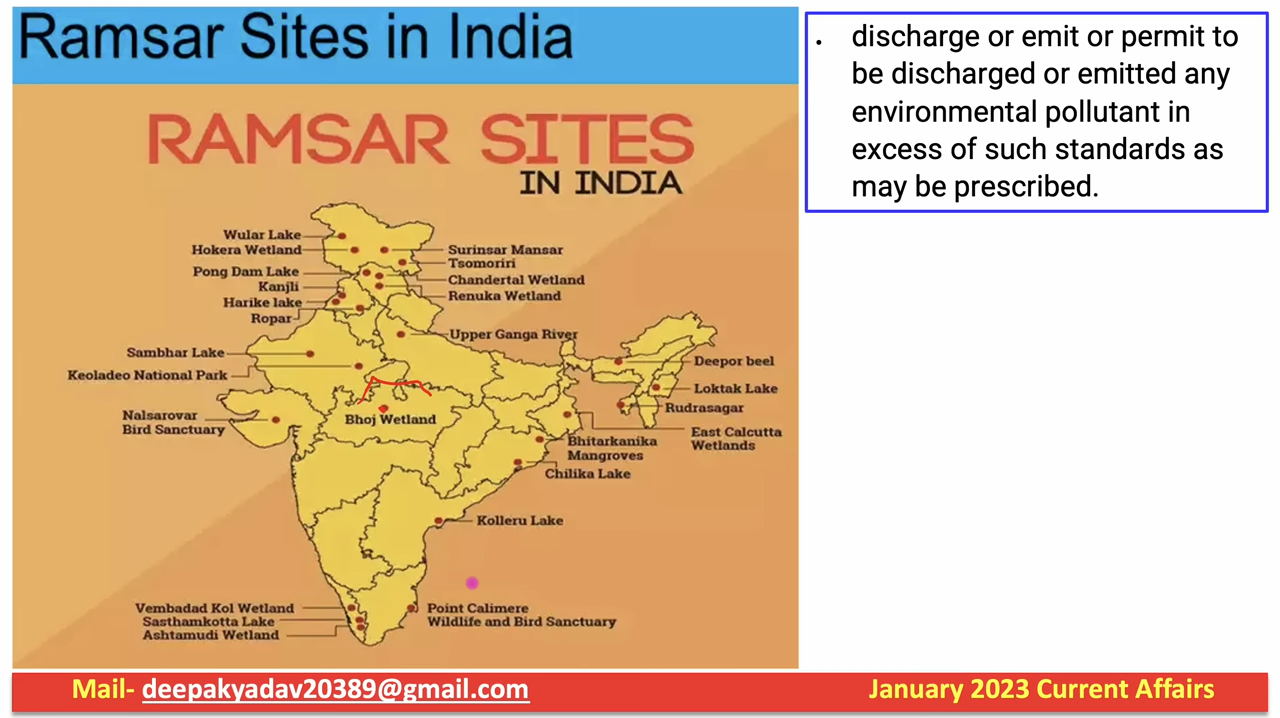 Ramsar Sites in India
RAMSAR SITES
IN INDIA
Wular Lake
Hokera Wetland
Pong Dam Lake
Kanjli
Harike lake
Ropar
Surinsar Mansar
Tsomoriri
Chandertal Wetland
Renuka Wetland
Upper Ganga River
Sambhar Lake
Keoladeo National Park
Nalsarovar
Bird Sanctuary
Bhoj Wetland
Deepor beel
Loktak Lake
Rudrasagar
East Calcutta
Wetlands
Bhitarkanika
Mangroves
Chilika Lake
Kolleru Lake
Vembadad Kol Wetland
Sasthamkotta Lake
Ashtamudi Wetland
Point Calimere
Wildlife and Bird Sanctuary
• discharge or emit or permit to
be discharged or emitted any
environmental pollutant in
excess of such standards as
may be prescribed.
Mail- deepakyadav20389@gmail.com
January 2023 Current Affairs